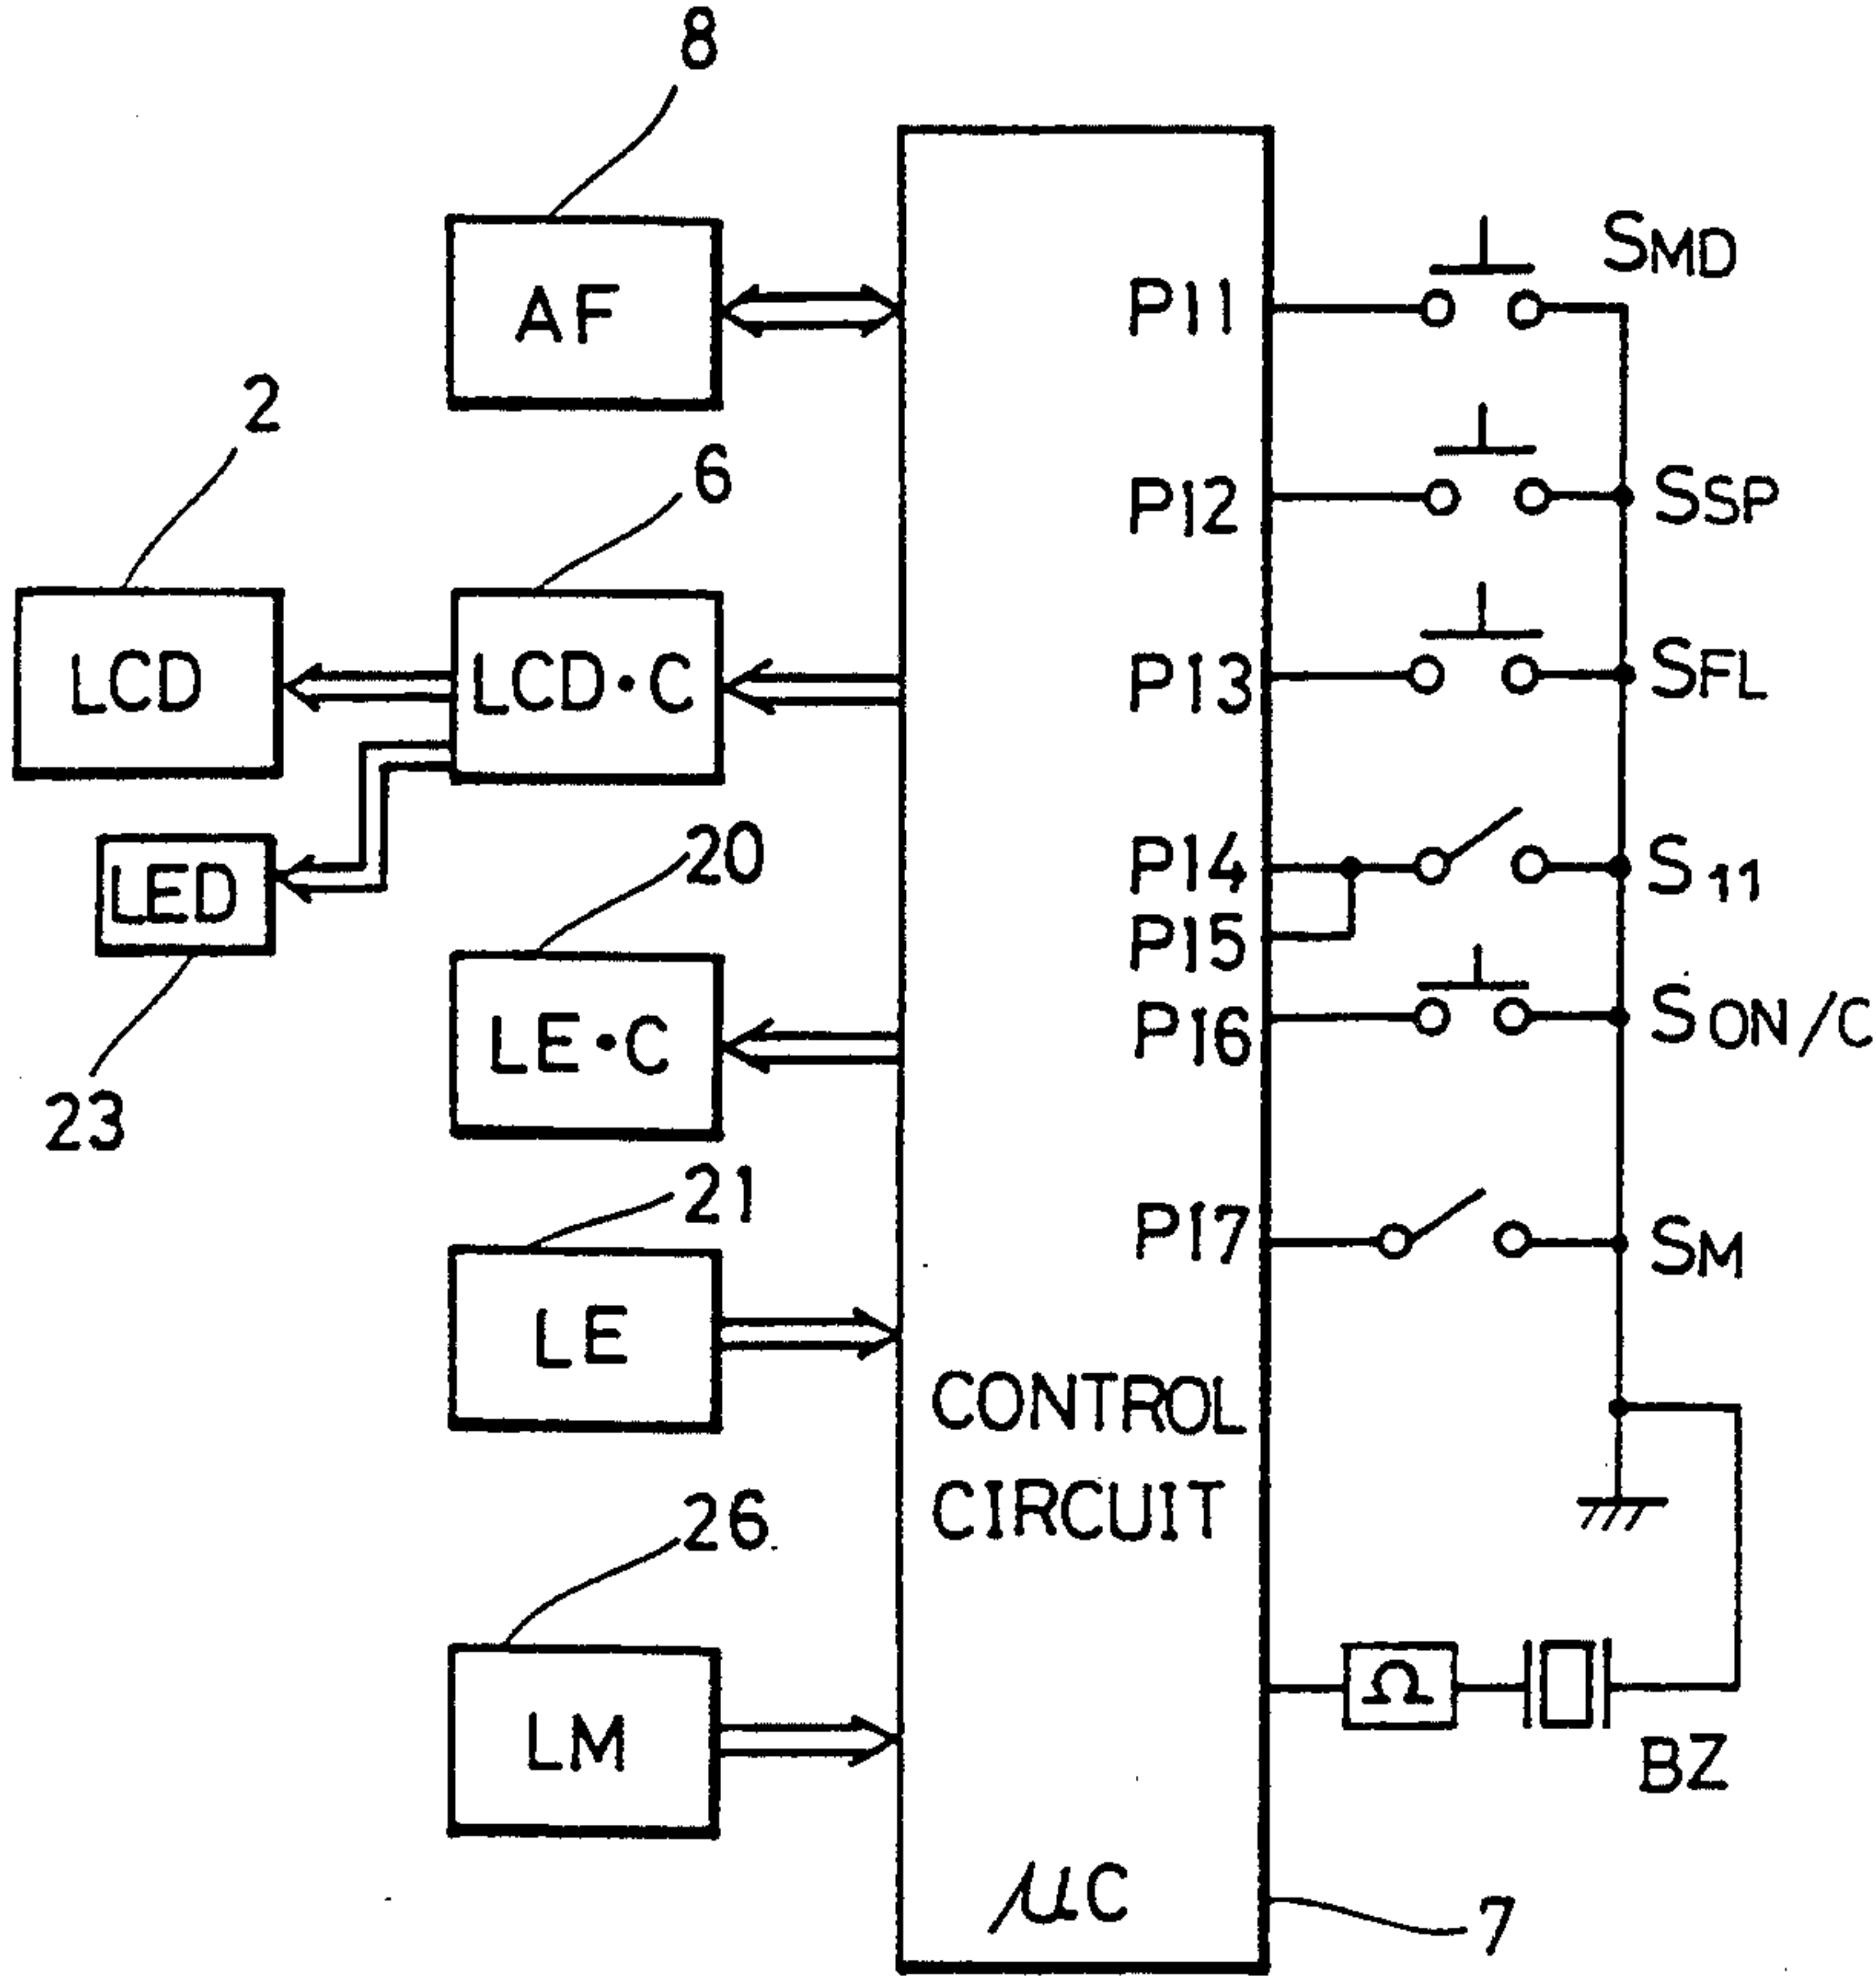 8
AF
P11
SMD
2
6
P12
SSP
LCD
LCD·C
P13
SFL
LED
20
P14
S11
P15
23
LE·C
P16
SON/C
21
P17
SM
LE
CONTROL
CIRCUIT
26
LM
Ω
BZ
μC
7